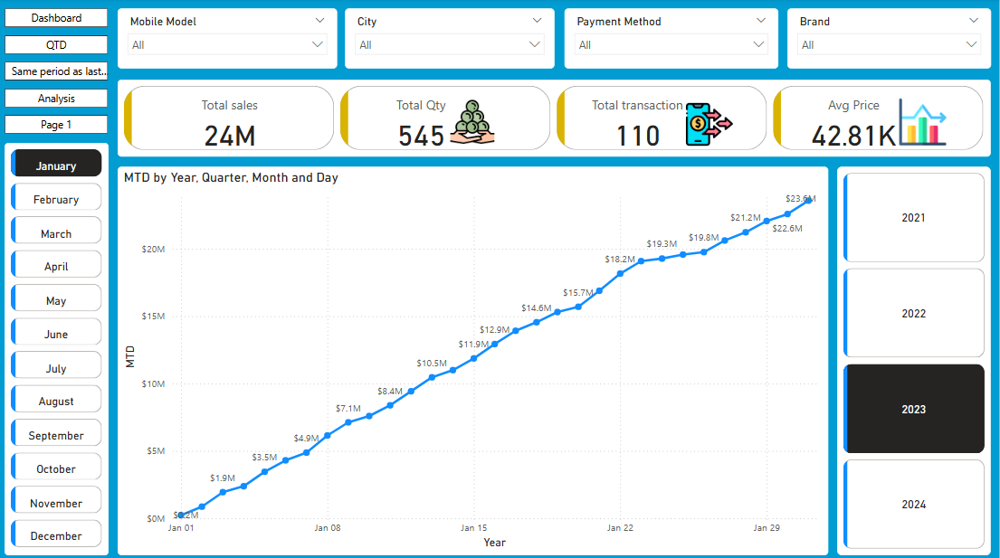 Dashboard
QTD
Same period as last...
Analysis
Page 1
Mobile Model
All
City
All
Payment Method
All
Brand
All
Total sales
24M
Total Qty
545
Total transaction
110
Avg Price
42.81K
January
February
March
April
May
June
July
August
September
October
November
December
MTD by Year, Quarter, Month and Day
MTD
$20M
$15M
$10M
$5M
$0M
$1.9M
$3.5M
$4.9M
$7.1M
$8.4M
$10.5M
$11.9M
$12.9M
$14.6M
$15.7M
$18.2M
$19.3M
$19.8M
$21.2M
$22.6M
$23.6M
Jan 01
Jan 08
Jan 15
Jan 22
Jan 29
Year
2021
2022
2023
2024